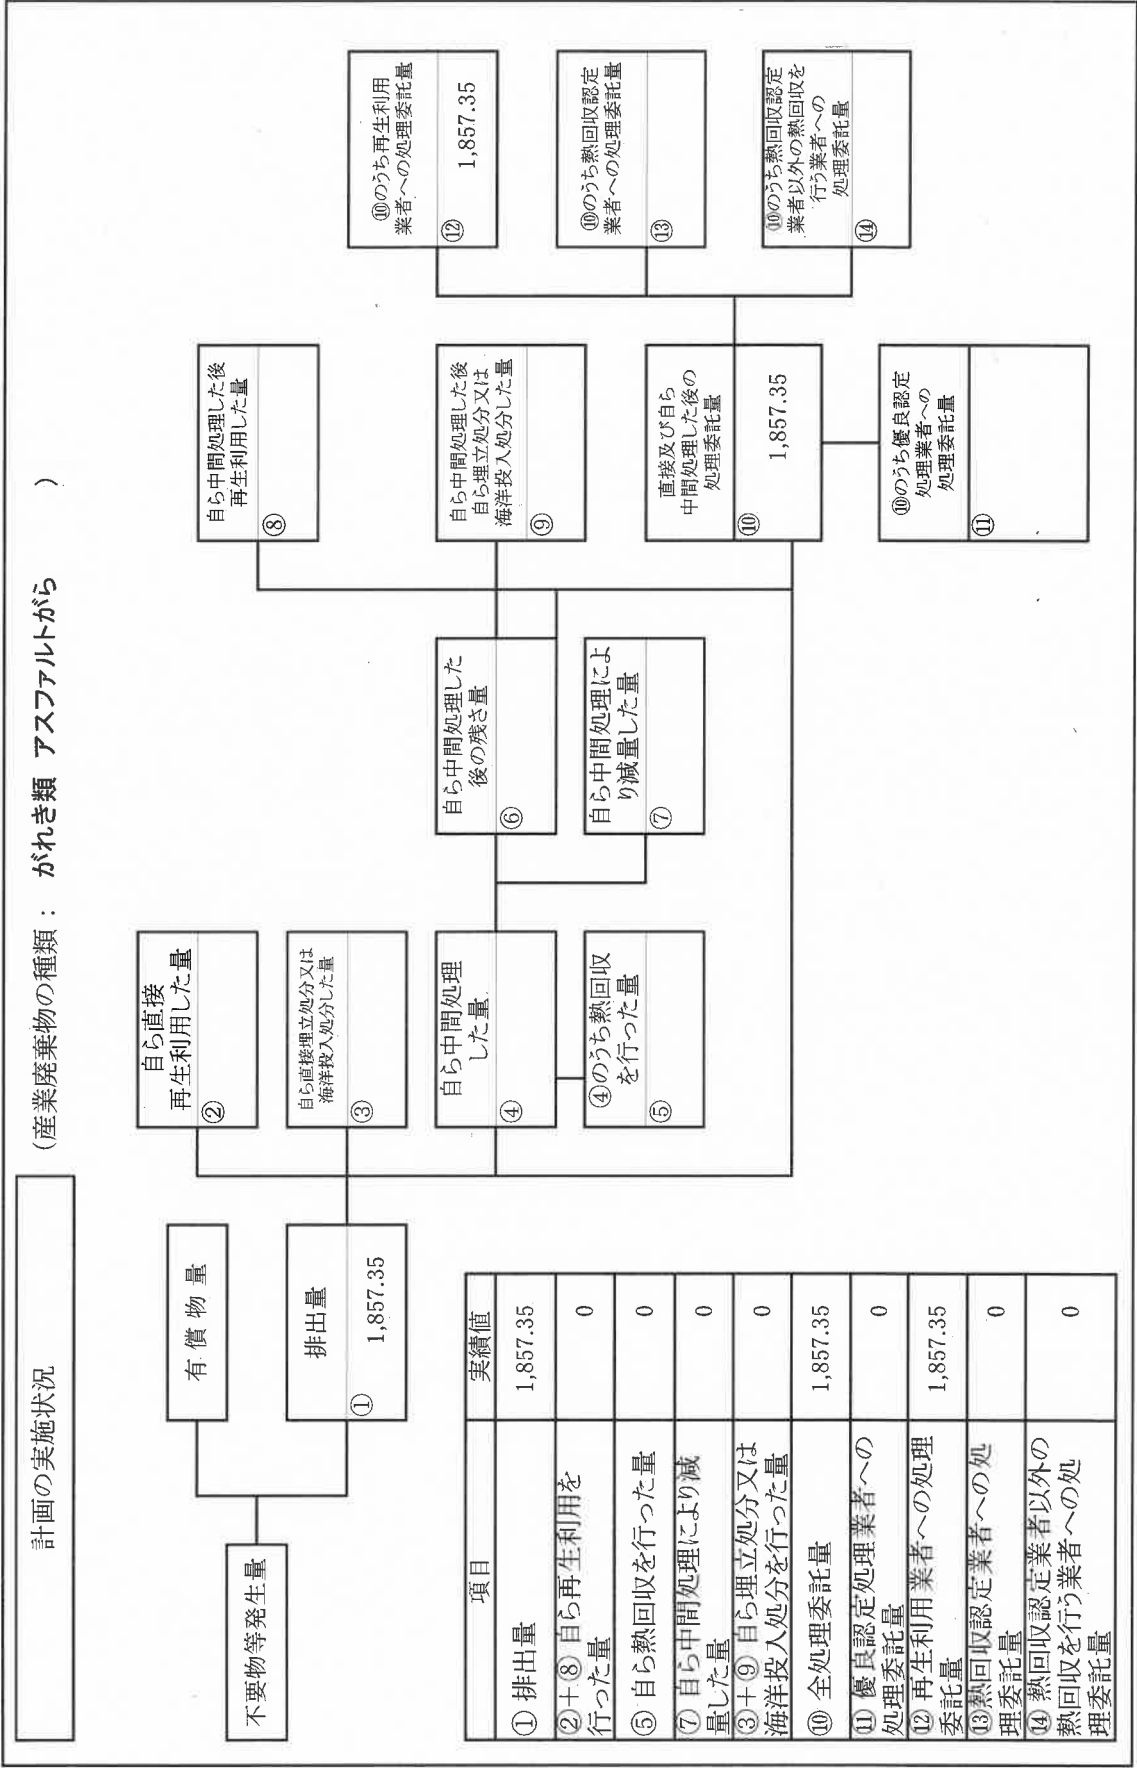 計画の実施状況
(産業廃棄物の種類： がれき類 アスファルトがら )
不要物等発生量
有償物量
排出量
① 1,857.35
自ら直接
再生利用した量
②
自ら直接埋立処分又は
海洋投入処分した量
③
自ら中間処理
した量
④
④のうち熱回収
を行った量
⑤
自ら中間処理した
後の残さ量
⑥
自ら中間処理によ
り減量した量
⑦
自ら中間処理した後
再生利用した量
⑧
自ら中間処理した後
自ら埋立処分又は
海洋投入処分した量
⑨
直接及び自ら
中間処理した後の
処理委託量
⑩ 1,857.35
⑩のうち優良認定
処理業者への
処理委託量
⑪
⑩のうち再生利用
業者への処理委託量
⑫ 1,857.35
⑩のうち熱回収認定
業者への処理委託量
⑬
⑩のうち熱回収認定
業者以外の熱回収を
行う業者への
処理委託量
⑭
項目 実績値
① 排出量 1,857.35
②＋⑧ 自ら再生利用を
行った量 0
⑤ 自ら熱回収を行った量 0
⑦ 自ら中間処理により減
量した量 0
③＋⑨ 自ら埋立処分又は
海洋投入処分を行った量 0
⑩ 全処理委託量 1,857.35
⑪ 優良認定処理業者への
処理委託量 0
⑫ 再生利用業者への処理
委託量 1,857.35
⑬熱回収認定業者への処
理委託量 0
⑭ 熱回収認定業者以外の
熱回収を行う業者への処
理委託量 0